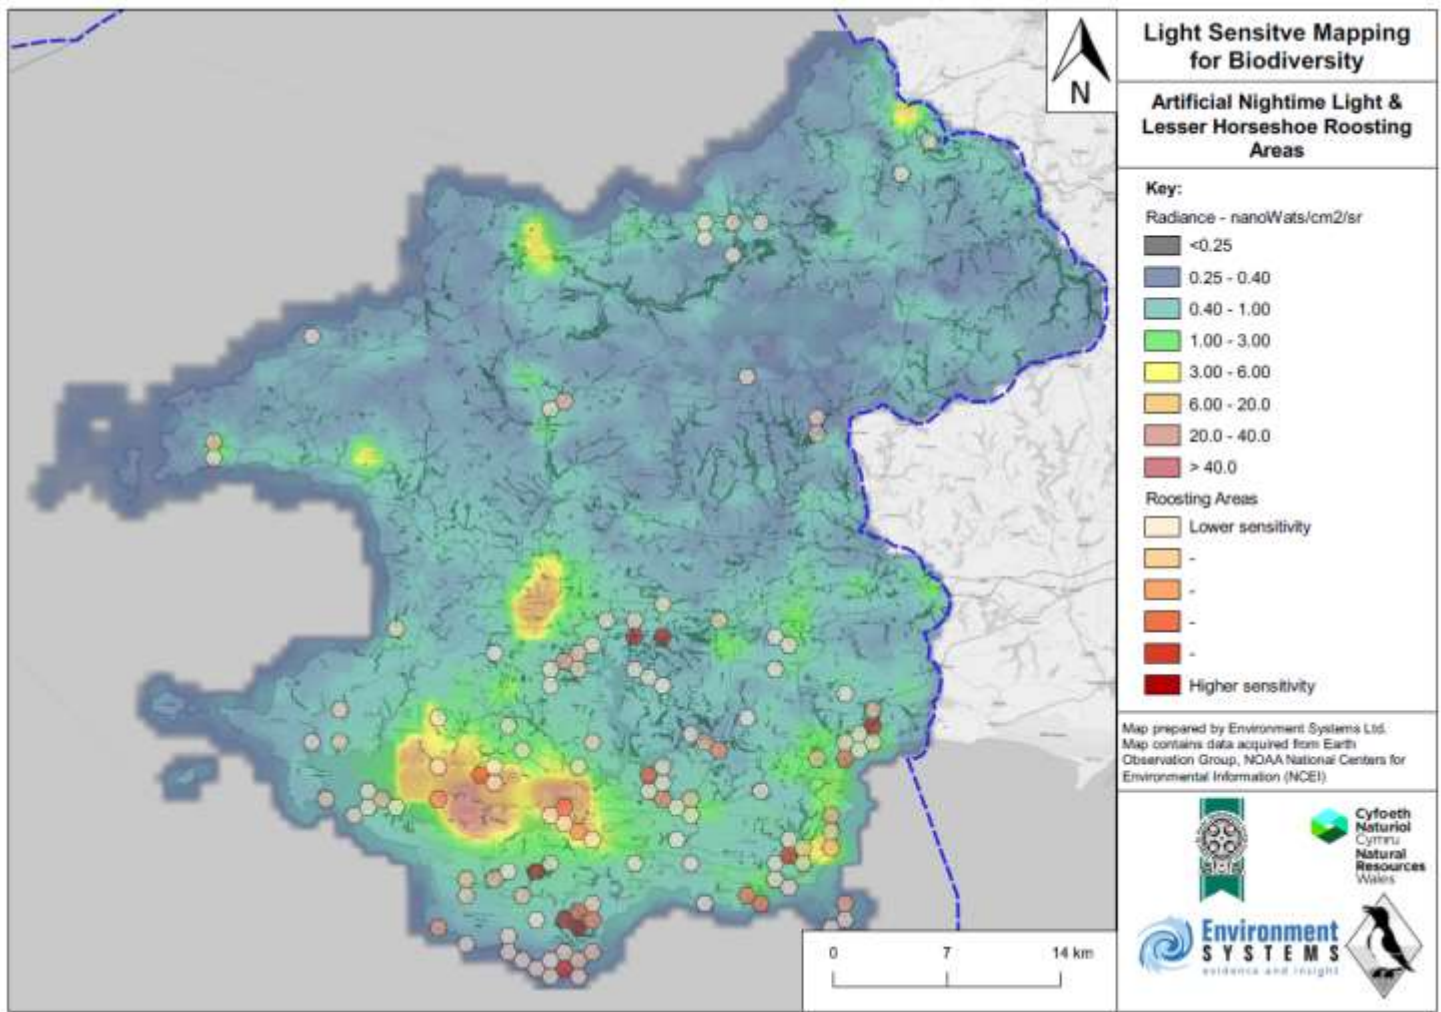 Light Sensitve Mapping
for Biodiversity
Artificial Nightime Light &
Lesser Horseshoe Roosting
Areas
N
Key:
Radiance - nanoWats/cm2/sr
<0.25
0.25 - 0.40
0.40 - 1.00
1.00 - 3.00
3.00 - 6.00
6.00 - 20.0
20.0 - 40.0
> 40.0
Roosting Areas
Lower sensitivity
-
-
-
-
Higher sensitivity
Map prepared by Environment Systems Ltd.
Map contains data acquired from Earth
Observation Group, NOAA National Centers for
Environmental Information (NCEI)
Cyfoeth
Naturiol
Cymru
Natural
Resources
Wales
Environment
SYSTEMS
evidence and insight
0 7 14 km